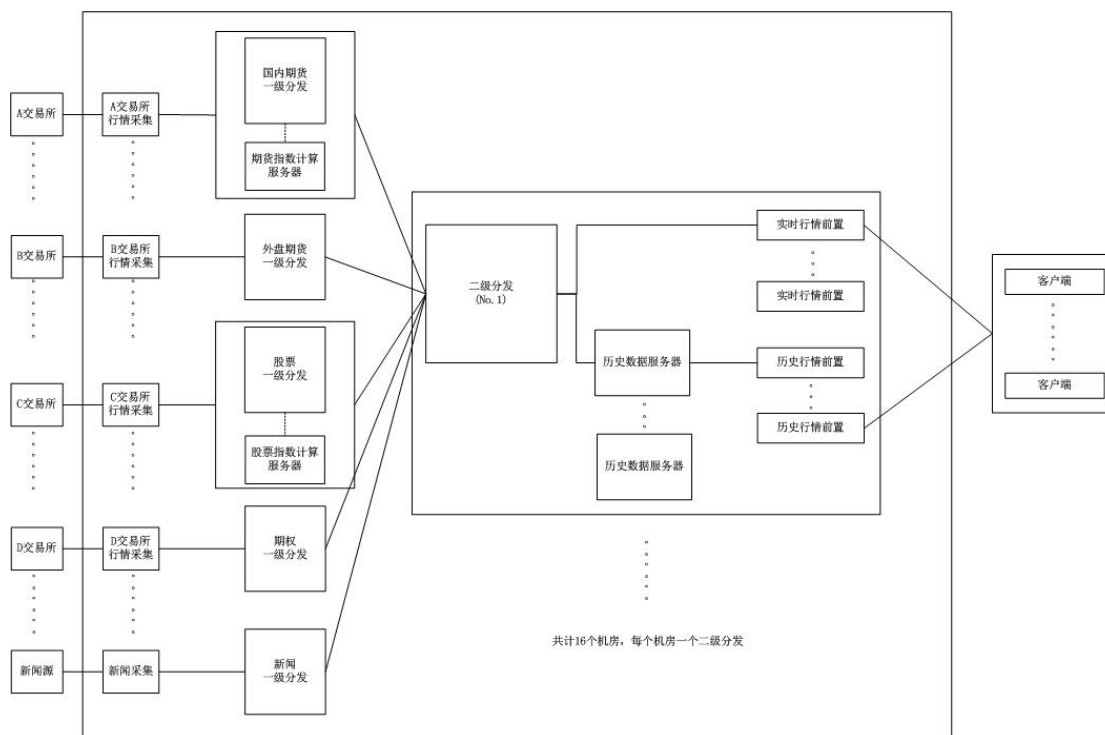 A交易所
A交易所
行情采集
国内期货
一级分发
期货指数计算
服务器
B交易所
B交易所
行情采集
外盘期货
一级分发
C交易所
C交易所
行情采集
股票
一级分发
股票指数计算
服务器
D交易所
D交易所
行情采集
期权
一级分发
新闻源
新闻采集
新闻
一级分发
二级分发
(No.1)
历史数据服务器
历史数据服务器
实时行情前置
实时行情前置
历史行情前置
历史行情前置
共计16个机房，每个机房一个二级分发
客户端
客户端